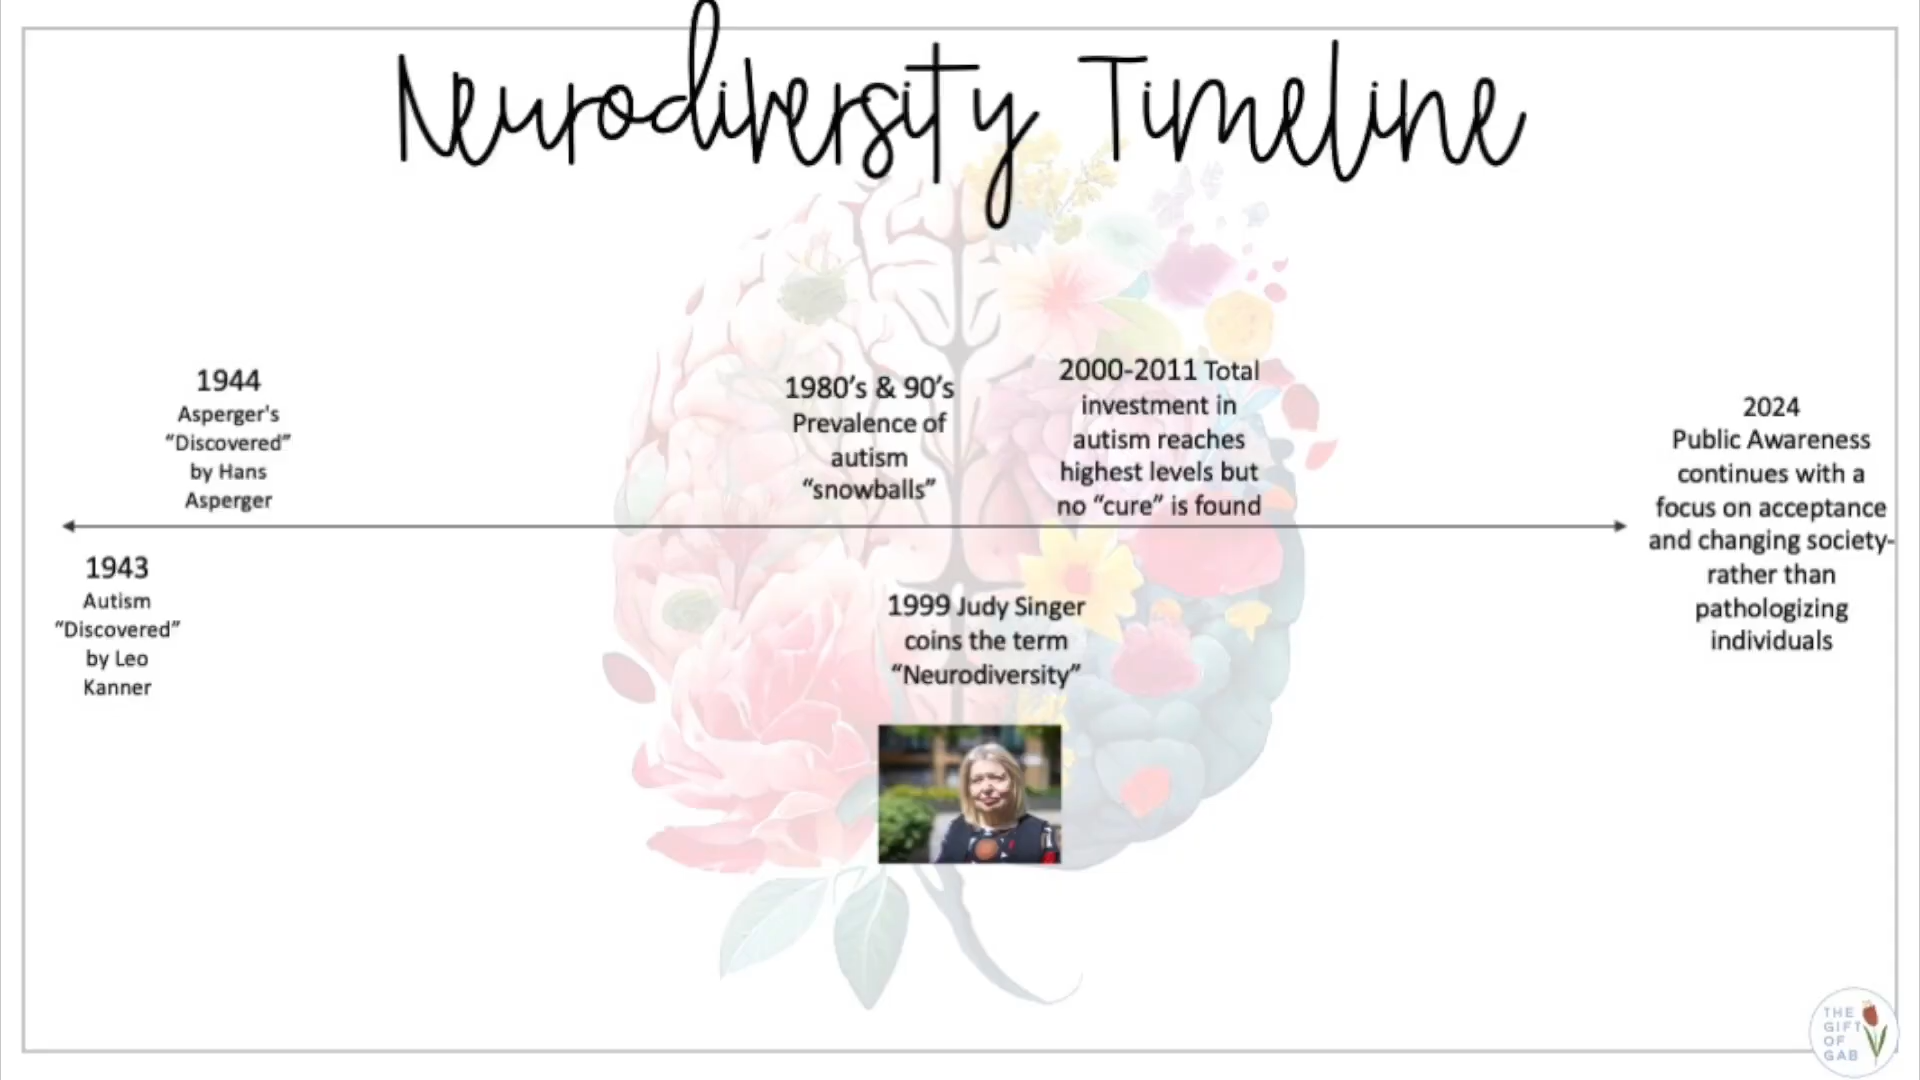 Neurodiversity Timeline
1944
Asperger's
“Discovered”
by Hans
Asperger
1943
Autism
“Discovered”
by Leo
Kanner
1980’s & 90’s
Prevalence of
autism
“snowballs”
1999 Judy Singer
coins the term
“Neurodiversity”
2000-2011 Total
investment in
autism reaches
highest levels but
no “cure” is found
2024
Public Awareness
continues with a
focus on acceptance
and changing society-
rather than
pathologizing
individuals
THE
GIFT
OF
GAB